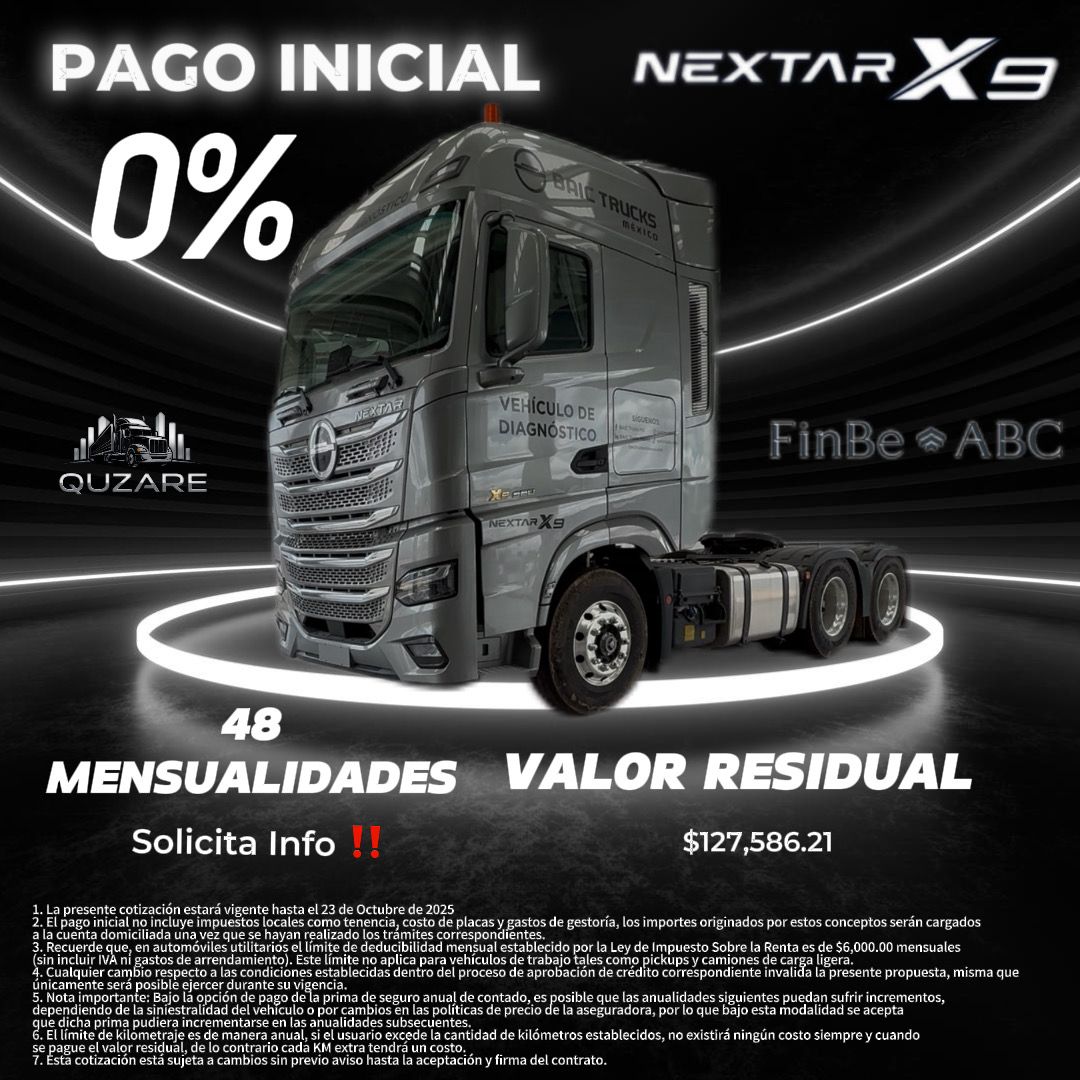 PAGO INICIAL
NEXTAR X9
0%
BAIC TRUCKS
MÉXICO
NEXTAR
VEHÍCULO DE
DIAGNÓSTICO
SÍGUENOS
QUZARE
FinBe ABC
NEXTAR X9
48
MENSUALIDADES
VALOR RESIDUAL
Solicita Info ‼️
$127,586.21
1. La presente cotización estará vigente hasta el 23 de Octubre de 2025
2. El pago inicial no incluye impuestos locales como tenencia, costo de placas y gastos de gestoría, los importes originados por estos conceptos serán cargados
a la cuenta domiciliada una vez que se hayan realizado los trámites correspondientes.
3. Recuerde que, en automóviles utilitarios el límite de deducibilidad mensual establecido por la Ley de Impuesto Sobre la Renta es de $6,000.00 mensuales
(sin incluir IVA ni gastos de arrendamiento). Este límite no aplica para vehículos de trabajo tales como pickups y camiones de carga ligera.
4. Cualquier cambio respecto a las condiciones establecidas dentro del proceso de aprobación de crédito correspondiente invalida la presente propuesta, misma que
únicamente será posible ejercer durante su vigencia.
5. Nota importante: Bajo la opción de pago de la prima de seguro anual de contado, es posible que las anualidades siguientes puedan sufrir incrementos,
dependiendo de la siniestralidad del vehículo o por cambios en las políticas de precio de la aseguradora, por lo que bajo esta modalidad se acepta
que dicha prima pudiera incrementarse en las anualidades subsecuentes.
6. El límite de kilometraje es de manera anual, si el usuario excede la cantidad de kilómetros establecidos, no existirá ningún costo siempre y cuando
se pague el valor residual, de lo contrario cada KM extra tendrá un costo.
7. Esta cotización está sujeta a cambios sin previo aviso hasta la aceptación y firma del contrato.